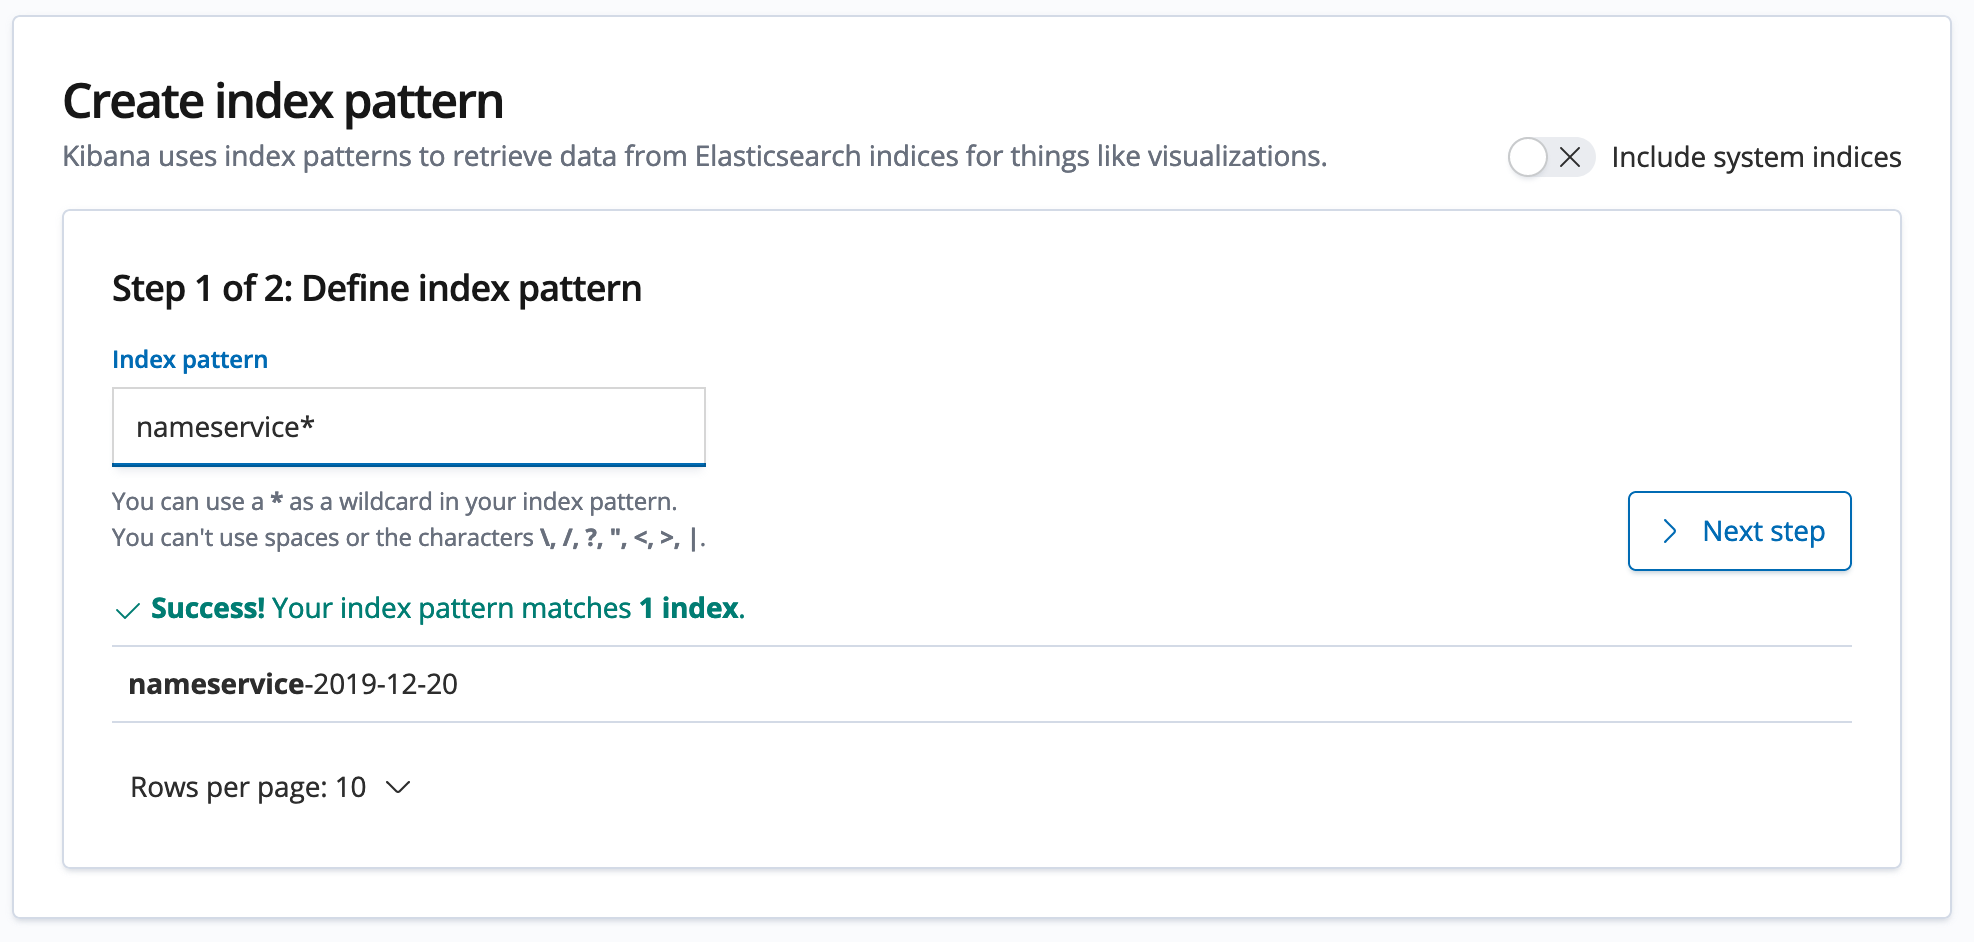 Create index pattern
Kibana uses index patterns to retrieve data from Elasticsearch indices for things like visualizations.
Include system indices
Step 1 of 2: Define index pattern
Index pattern
nameservice*
You can use a * as a wildcard in your index pattern.
You can't use spaces or the characters \, /, ?, ", <, >, |.
Next step
Success! Your index pattern matches 1 index.
nameservice-2019-12-20
Rows per page: 10